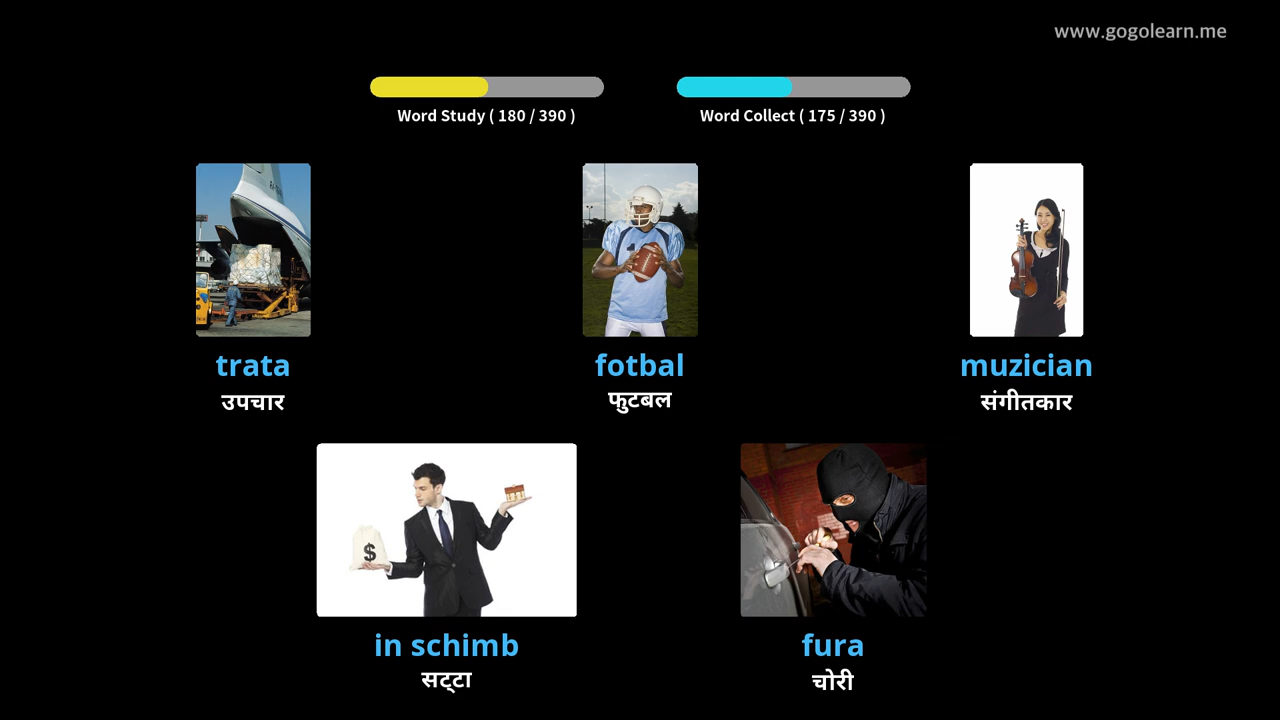 www.gogolearn.me
Word Study ( 180 / 390 )
Word Collect ( 175 / 390 )
trata
fotbal
muzician
उपचार
फुटबल
संगीतकार
in schimb
fura
सट्टा
चोरी